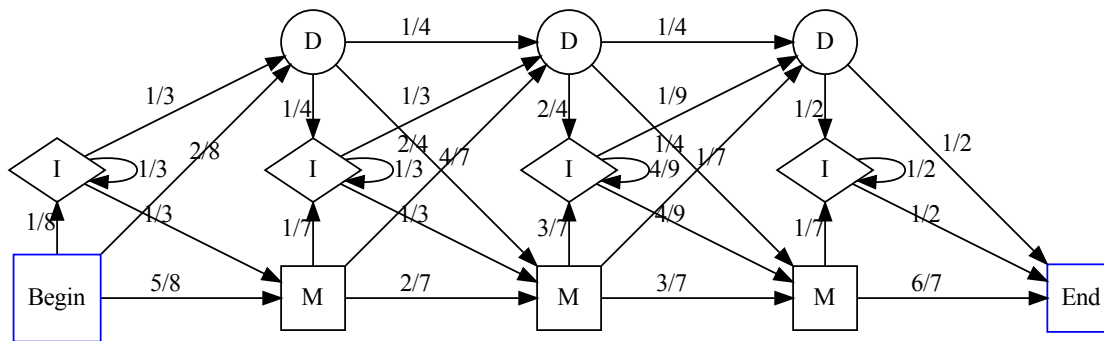 D 1/4 D 1/4 D
1/3 1/4 1/3 2/4 1/9 1/2
2/8 2/4 4/7 1/4 1/7 1/2
I 1/3 I 1/3 I 4/9 I 1/2
1/8 1/3 1/7 1/3 3/7 4/9 1/7 1/2
Begin 5/8 M 2/7 M 3/7 M 6/7 End